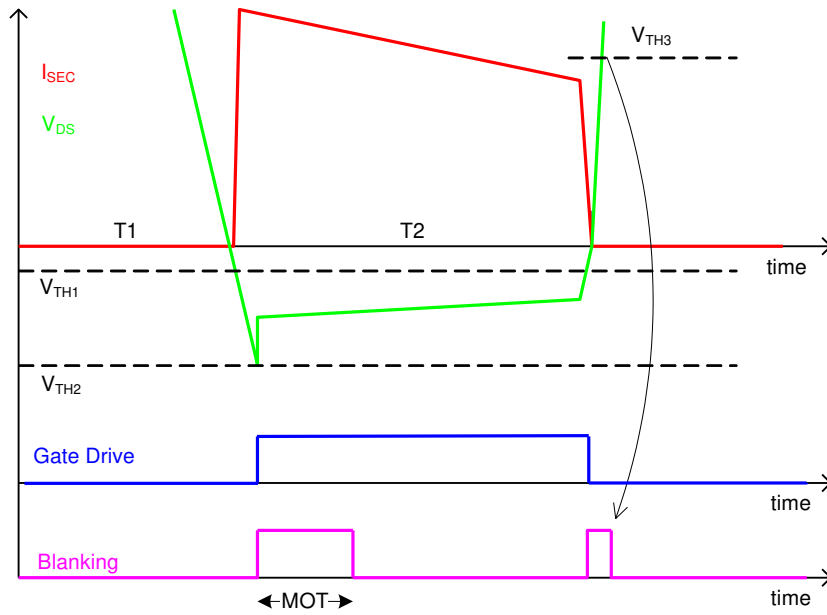 V_TH3
I_SEC
V_DS
T1
T2
time
V_TH1
V_TH2
Gate Drive
time
Blanking
MOT
time